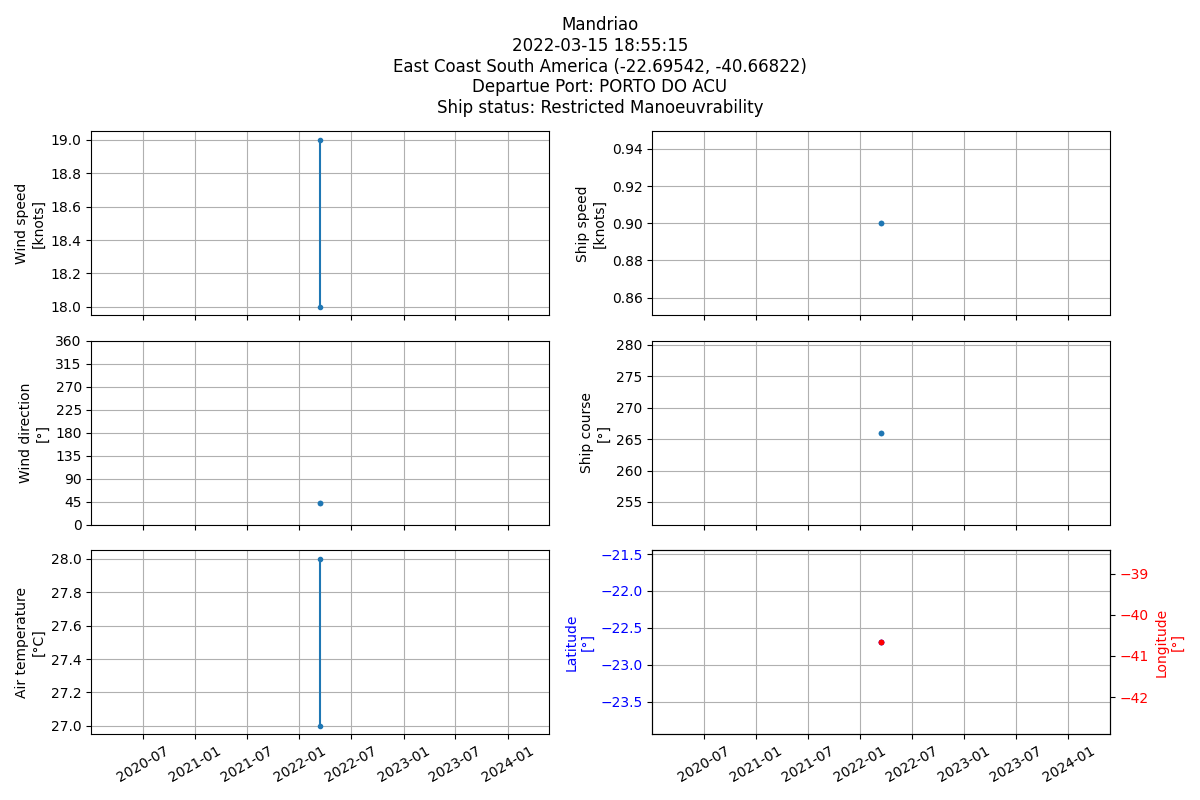 Mandriao
2022-03-15 18:55:15
East Coast South America (-22.69542, -40.66822)
Departue Port: PORTO DO ACU
Ship status: Restricted Manoeuvrability
Wind speed
[knots]
19.0
18.8
18.6
18.4
18.2
18.0
Ship speed
[knots]
0.94
0.92
0.90
0.88
0.86
Wind direction
[°]
360
315
270
225
180
135
90
45
0
Ship course
[°]
280
275
270
265
260
255
Air temperature
[°C]
28.0
27.8
27.6
27.4
27.2
27.0
2020-07 2021-01 2021-07 2022-01 2022-07 2023-01 2023-07 2024-01
Latitude
[°]
−21.5
−22.0
−22.5
−23.0
−23.5
−39
−40
−41
−42
Longitude
[°]
2020-07 2021-01 2021-07 2022-01 2022-07 2023-01 2023-07 2024-01